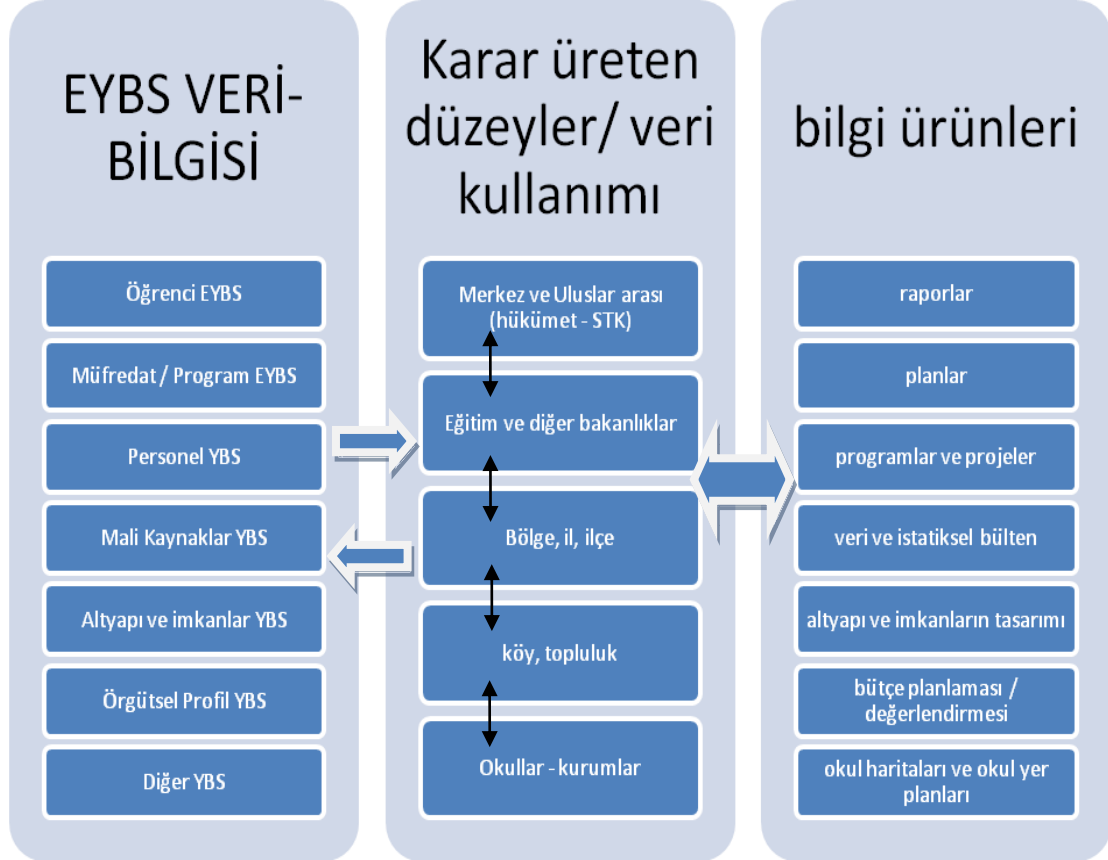 EYBS VERİ-
BİLGİSİ
Öğrenci EYBS
Müfredat / Program EYBS
Personel YBS
Mali Kaynaklar YBS
Altyapı ve imkanlar YBS
Örgütsel Profil YBS
Diğer YBS
Karar üreten
düzeyler/ veri
kullanımı
Merkez ve Uluslar arası
(hükümet - STK)
Eğitim ve diğer bakanlıklar
Bölge, il, ilçe
köy, topluluk
Okullar - kurumlar
bilgi ürünleri
raporlar
planlar
programlar ve projeler
veri ve istatiksel bülten
altyapı ve imkanların tasarımı
bütçe planlaması /
değerlendirmesi
okul haritaları ve okul yer
planları